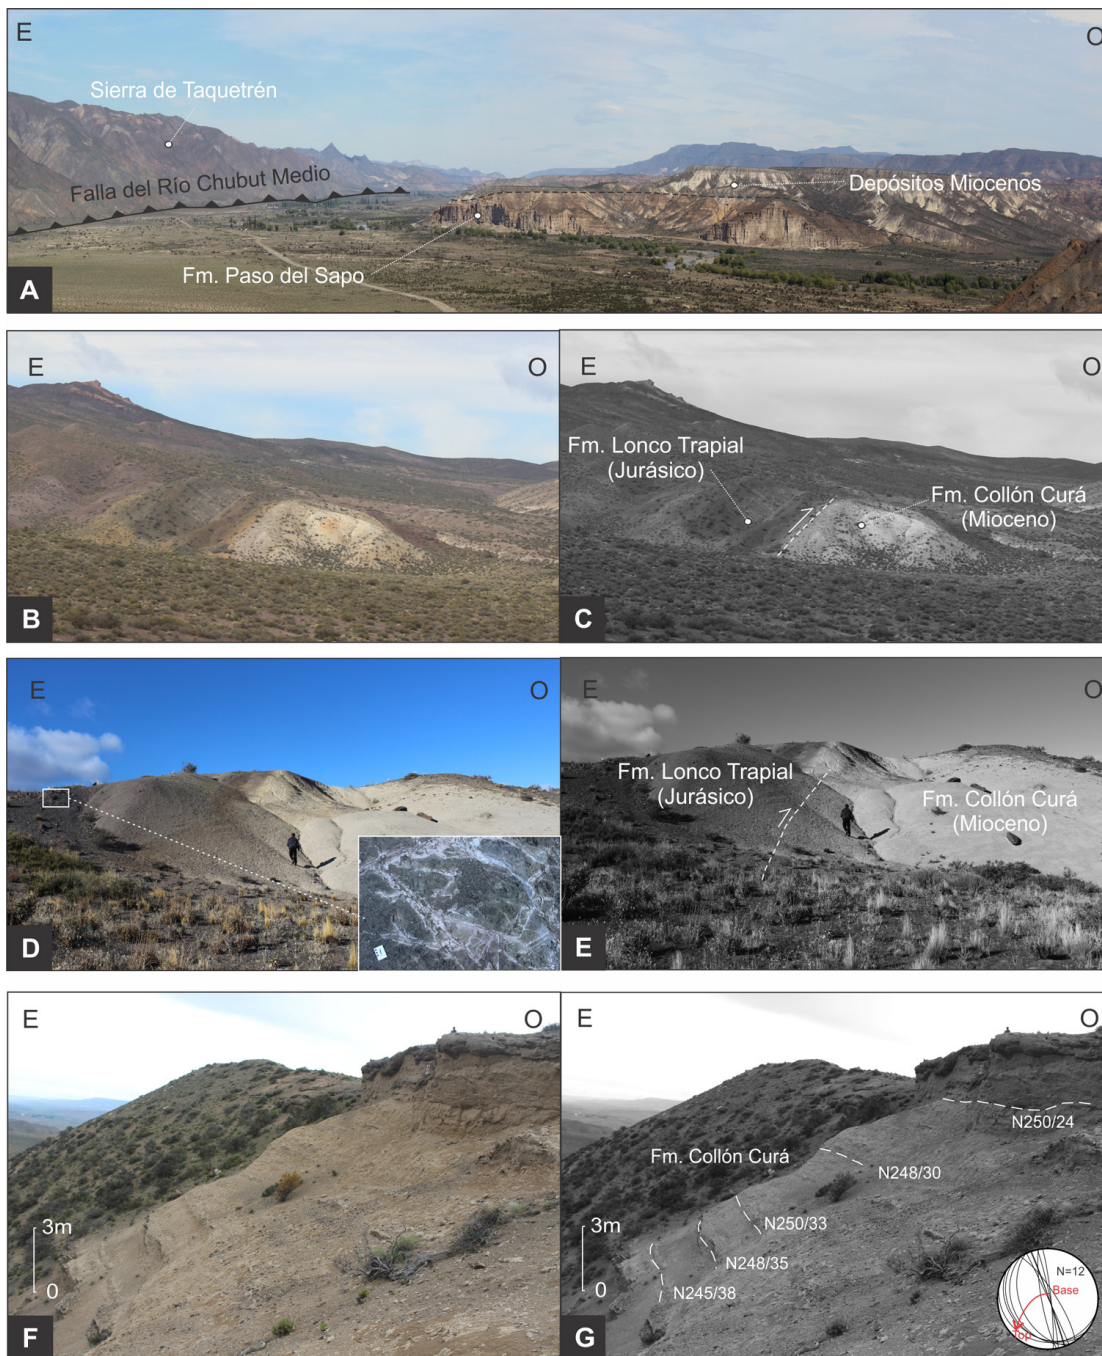 E
O
Sierra de Taquetrén
Falla del Río Chubut Medio
Depósitos Miocenos
Fm. Paso del Sapo
A
E
O
B
E
O
Fm. Lonco Trapial
(Jurásico)
Fm. Collón Curá
(Mioceno)
C
E
O
D
E
O
Fm. Lonco Trapial
(Jurásico)
Fm. Collón Curá
(Mioceno)
E
E
O
3m
0
F
E
O
N250/24
Fm. Collón Curá
N248/30
N250/33
N248/35
N245/38
3m
0
N=12
Base
Top
G